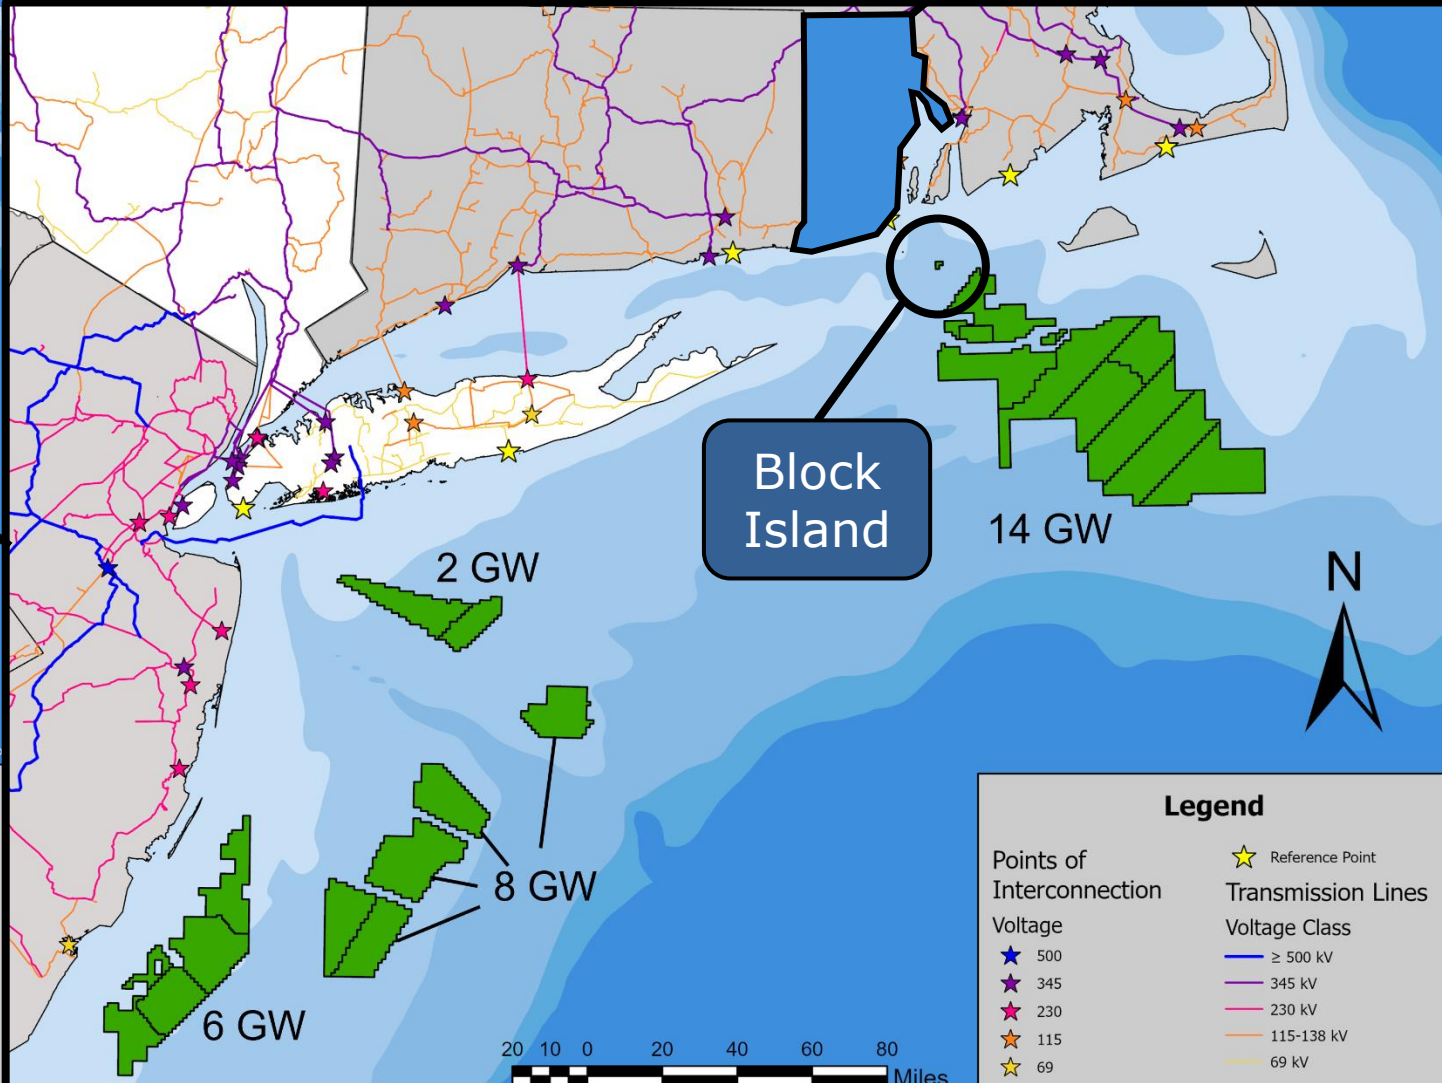 Block
Island
14 GW
2 GW
N
8 GW
6 GW
Legend
Points of
Interconnection
Voltage
500
345
230
115
69
Reference Point
Transmission Lines
Voltage Class
≥ 500 kV
345 kV
230 kV
115-138 kV
69 kV
20 10 0 20 40 60 80
Miles